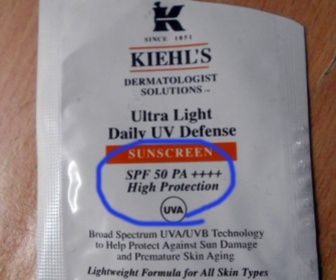 K
SINCE 1851
KIEHL'S
DERMATOLOGIST
SOLUTIONS™
Ultra Light
Daily UV Defense
SUNSCREEN
SPF 50 PA ++++
High Protection
UVA
Broad Spectrum UVA/UVB Technology
to Help Protect Against Sun Damage
and Premature Skin Aging
Lightweight Formula for All Skin Types